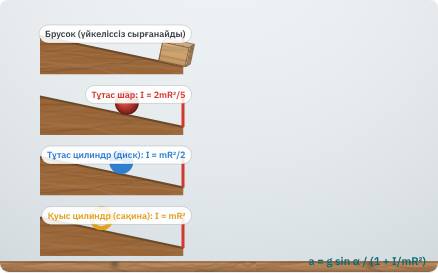 Брусок (үйкеліссіз сырғанайды)
Тұтас шар: I = 2mR²/5
Тұтас цилиндр (диск): I = mR²/2
Қуыс цилиндр (сақина): I = mR²
a = g sin α / (1 + I/mR²)